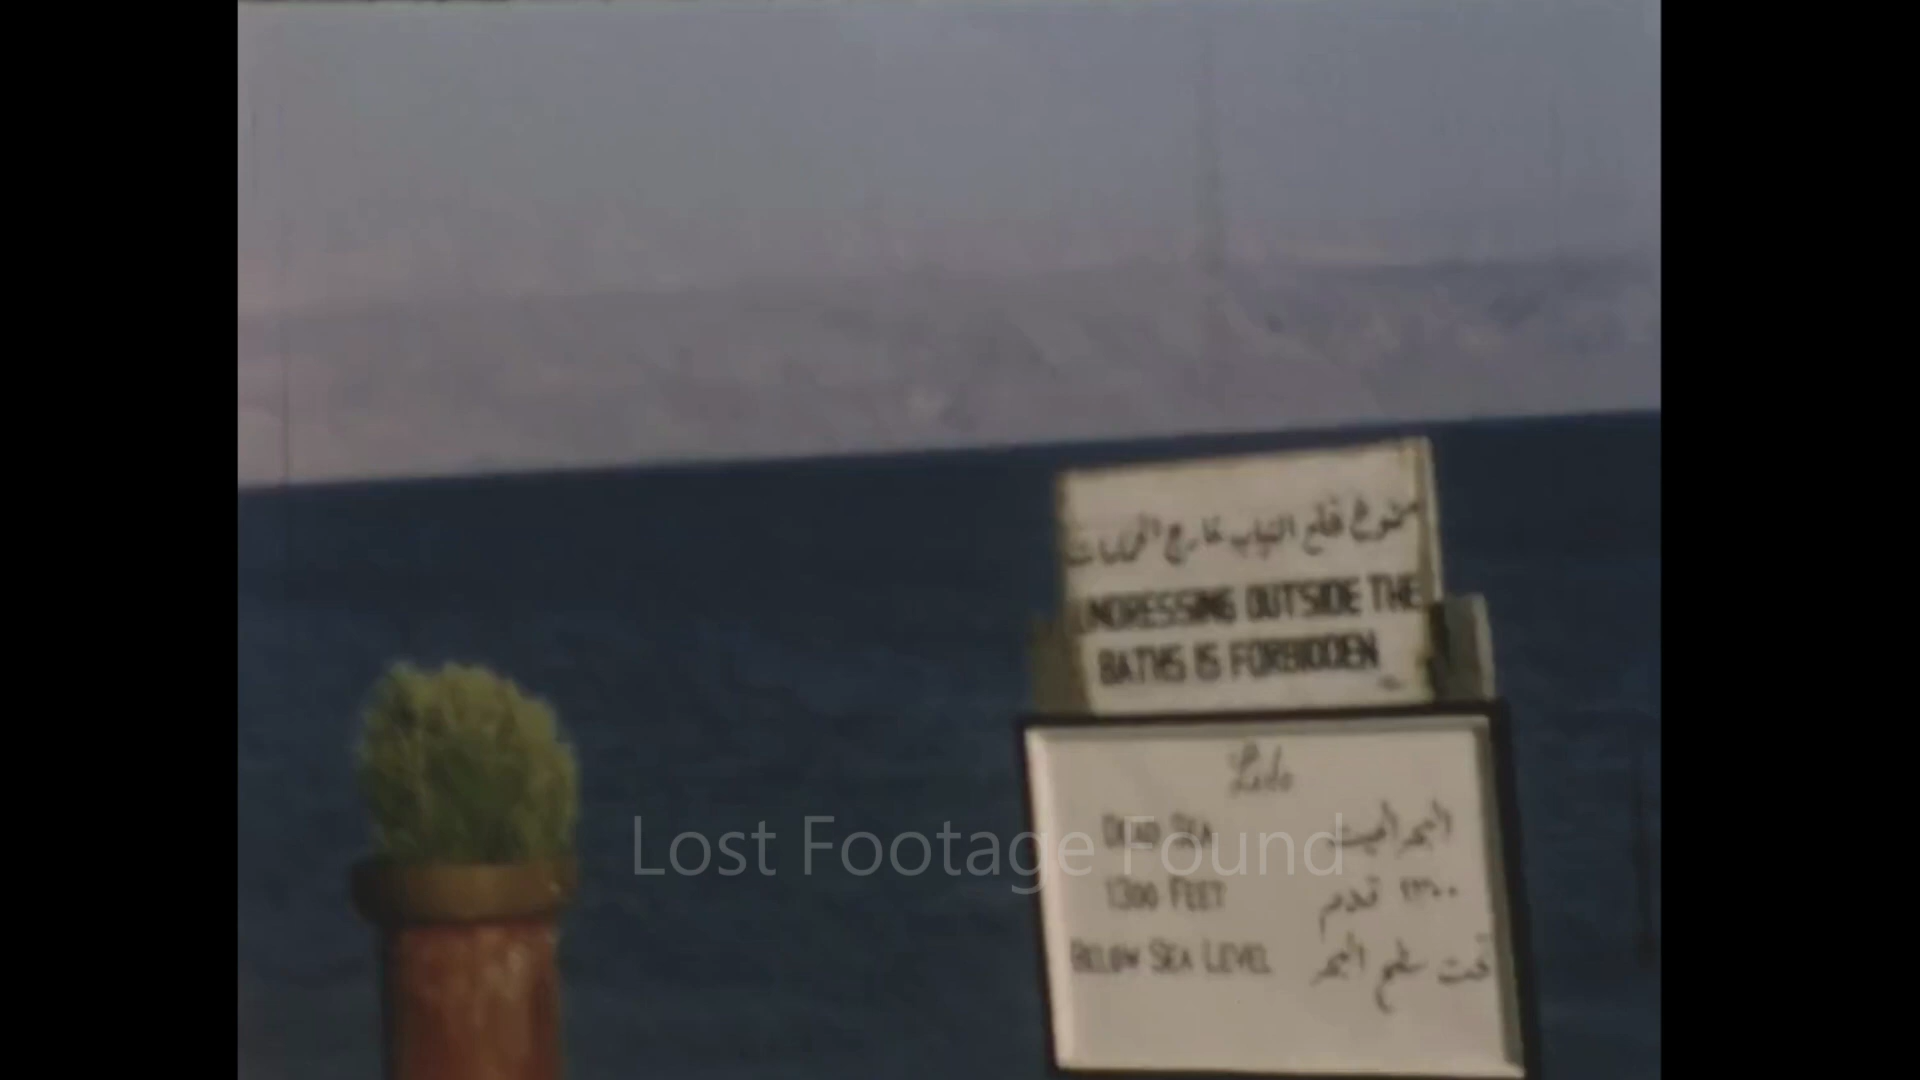 ممنوع خلع الثياب خارج الحمامات
UNDRESSING OUTSIDE THE
BATHS IS FORBIDDEN
Lido
DEAD SEA البحر الميت
1300 FEET ١٣٠٠ قدم
BELOW SEA LEVEL تحت سطح البحر
Lost Footage Found